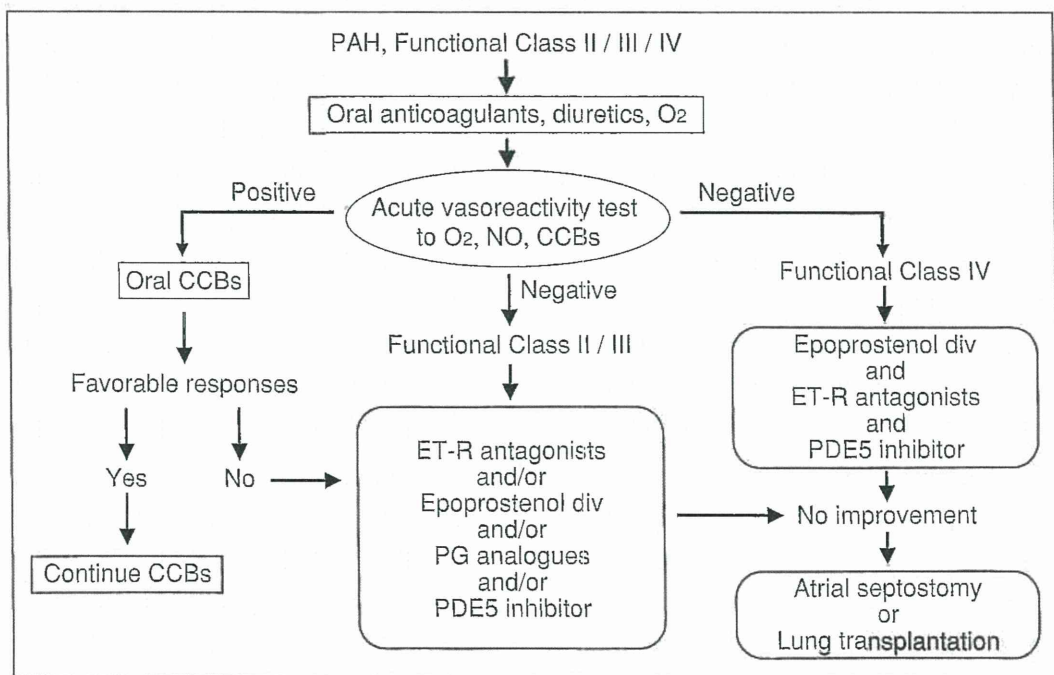 PAH, Functional Class II / III / IV
Oral anticoagulants, diuretics, O2
Positive
Acute vasoreactivity test
to O2, NO, CCBs
Negative
Oral CCBs
Negative
Functional Class IV
Favorable responses
Functional Class II / III
Yes
No
Continue CCBs
ET-R antagonists
and/or
Epoprostenol div
and/or
PG analogues
and/or
PDE5 inhibitor
Epoprostenol div
and
ET-R antagonists
and
PDE5 inhibitor
No improvement
Atrial septostomy
or
Lung transplantation